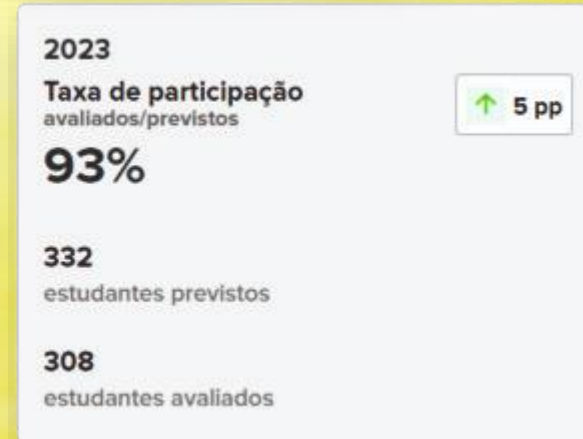 2023
Taxa de participação
avaliados/previstos
↑ 5 pp
93%
332
estudantes previstos
308
estudantes avaliados